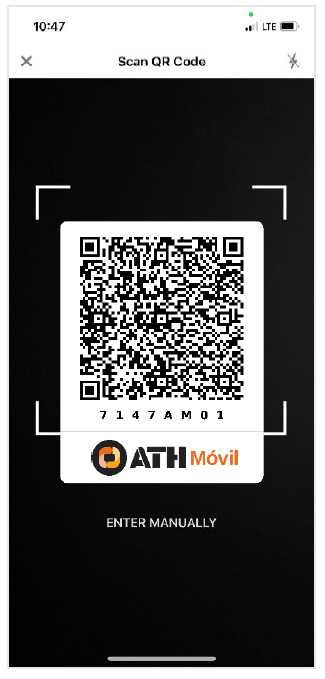 10:47
LTE
Scan QR Code
7147AM01
ATH Móvil
ENTER MANUALLY